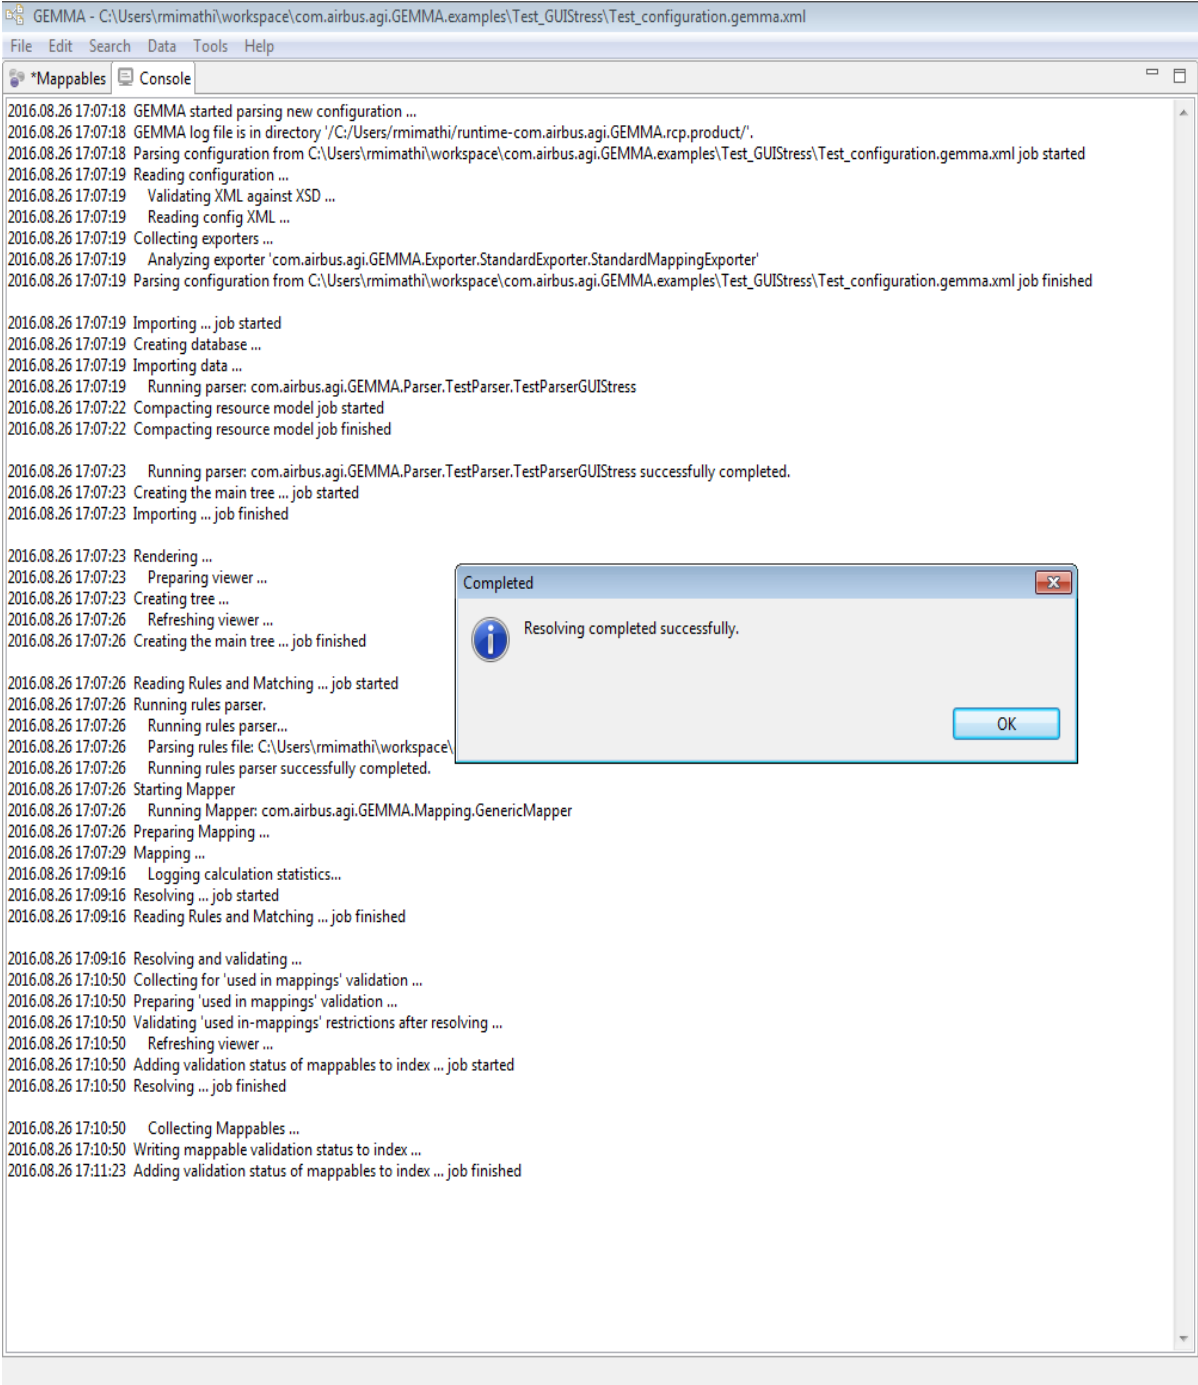 GEMMA - C:\Users\rmimathi\workspace\com.airbus.agi.GEMMA.examples\Test_GUIStress\Test_configuration.gemma.xml
File Edit Search Data Tools Help
*Mappables Console
2016.08.26 17:07:18 GEMMA started parsing new configuration ...
2016.08.26 17:07:18 GEMMA log file is in directory '/C:/Users/rmimathi/runtime-com.airbus.agi.GEMMA.rcp.product/'.
2016.08.26 17:07:18 Parsing configuration from C:\Users\rmimathi\workspace\com.airbus.agi.GEMMA.examples\Test_GUIStress\Test_configuration.gemma.xml job started
2016.08.26 17:07:19 Reading configuration ...
2016.08.26 17:07:19 Validating XML against XSD ...
2016.08.26 17:07:19 Reading config XML ...
2016.08.26 17:07:19 Collecting exporters ...
2016.08.26 17:07:19 Analyzing exporter 'com.airbus.agi.GEMMA.Exporter.StandardExporter.StandardMappingExporter'
2016.08.26 17:07:19 Parsing configuration from C:\Users\rmimathi\workspace\com.airbus.agi.GEMMA.examples\Test_GUIStress\Test_configuration.gemma.xml job finished
2016.08.26 17:07:19 Importing ... job started
2016.08.26 17:07:19 Creating database ...
2016.08.26 17:07:19 Importing data ...
2016.08.26 17:07:19 Running parser: com.airbus.agi.GEMMA.Parser.TestParser.TestParserGUIStress
2016.08.26 17:07:22 Compacting resource model job started
2016.08.26 17:07:22 Compacting resource model job finished
2016.08.26 17:07:23 Running parser: com.airbus.agi.GEMMA.Parser.TestParser.TestParserGUIStress successfully completed.
2016.08.26 17:07:23 Creating the main tree ... job started
2016.08.26 17:07:23 Importing ... job finished
2016.08.26 17:07:23 Rendering ...
2016.08.26 17:07:23 Preparing viewer ...
2016.08.26 17:07:23 Creating tree ...
2016.08.26 17:07:26 Refreshing viewer ...
2016.08.26 17:07:26 Creating the main tree ... job finished
2016.08.26 17:07:26 Reading Rules and Matching ... job started
2016.08.26 17:07:26 Running rules parser.
2016.08.26 17:07:26 Running rules parser...
2016.08.26 17:07:26 Parsing rules file: C:\Users\rmimathi\workspace\
2016.08.26 17:07:26 Running rules parser successfully completed.
2016.08.26 17:07:26 Starting Mapper
2016.08.26 17:07:26 Running Mapper: com.airbus.agi.GEMMA.Mapping.GenericMapper
2016.08.26 17:07:26 Preparing Mapping ...
2016.08.26 17:07:29 Mapping ...
2016.08.26 17:09:16 Logging calculation statistics...
2016.08.26 17:09:16 Resolving ... job started
2016.08.26 17:09:16 Reading Rules and Matching ... job finished
2016.08.26 17:09:16 Resolving and validating ...
2016.08.26 17:10:50 Collecting for 'used in mappings' validation ...
2016.08.26 17:10:50 Preparing 'used in mappings' validation ...
2016.08.26 17:10:50 Validating 'used in-mappings' restrictions after resolving ...
2016.08.26 17:10:50 Refreshing viewer ...
2016.08.26 17:10:50 Adding validation status of mappables to index ... job started
2016.08.26 17:10:50 Resolving ... job finished
2016.08.26 17:10:50 Collecting Mappables ...
2016.08.26 17:10:50 Writing mappable validation status to index ...
2016.08.26 17:11:23 Adding validation status of mappables to index ... job finished
Completed
Resolving completed successfully.
OK